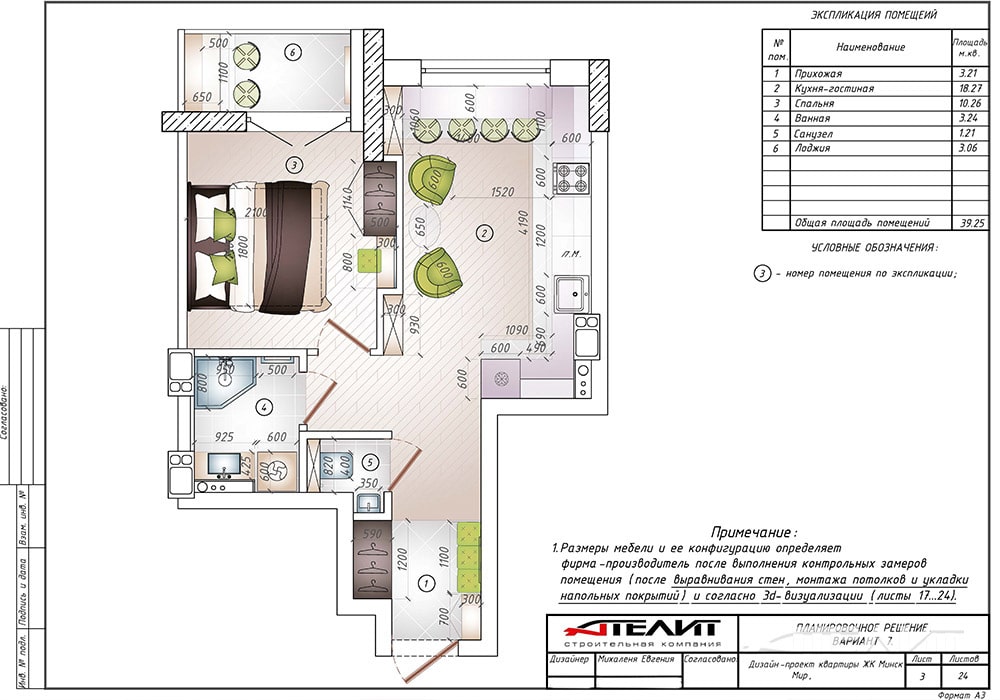 ЭКСПЛИКАЦИЯ ПОМЕЩЕИЙ
№ пом. Наименование Площадь м.кв.
1 Прихожая 3.21
2 Кухня-гостиная 18.27
3 Спальня 10.26
4 Ванная 3.24
5 Санузел 1.21
6 Лоджия 3.06
Общая площадь помещений 39.25
УСЛОВНЫЕ ОБОЗНАЧЕНИЯ:
3 - номер помещения по экспликации;
500
6
1100
650
300
1060
600
1100
600
3
1140
500
2100
1800
300
800
600
1520
600
650
4190
2
1200
п.м.
600
600
300
930
1090
690
600
490
600
950
500
800
4
925
600
425
600
820
400
5
350
590
1200
1100
1
300
700
Примечание:
1. Размеры мебели и ее конфигурацию определяет
фирма-производитель после выполнения контрольных замеров
помещения (после выравнивания стен, монтажа потолков и укладки
напольных покрытий) и согласно 3d-визуализации (листы 17...24).
АТЕЛИТ
строительная компания
ПЛАНИРОВОЧНОЕ РЕШЕНИЕ
ВАРИАНТ 7
Дизайнер Михаленя Евгения Согласовано:
Дизайн-проект квартиры ЖК Минск
Мир.
Лист Листов
3 24
Формат А3
Согласовано:
Взам. инв. №
Подпись и дата
Инв. № подл.